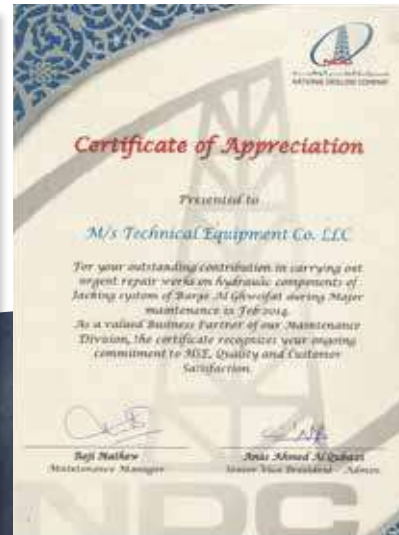 NATIONAL DRILLING COMPANY
Certificate of Appreciation
Presented to
M/s Technical Equipment Co. LLC
For your outstanding contribution in carrying out
urgent repair works on hydraulic components of
Jacking system of Barge Al Ghweifat during Major
maintenance in Feb 2014.
As a valued Business Partner of our Maintenance
Division, the certificate recognizes your ongoing
commitment to HSE, Quality and Customer
Satisfaction.
Beji Mathew
Anas Ahmed
Maintenance Manager
Senior Vice President - Admin
NDC